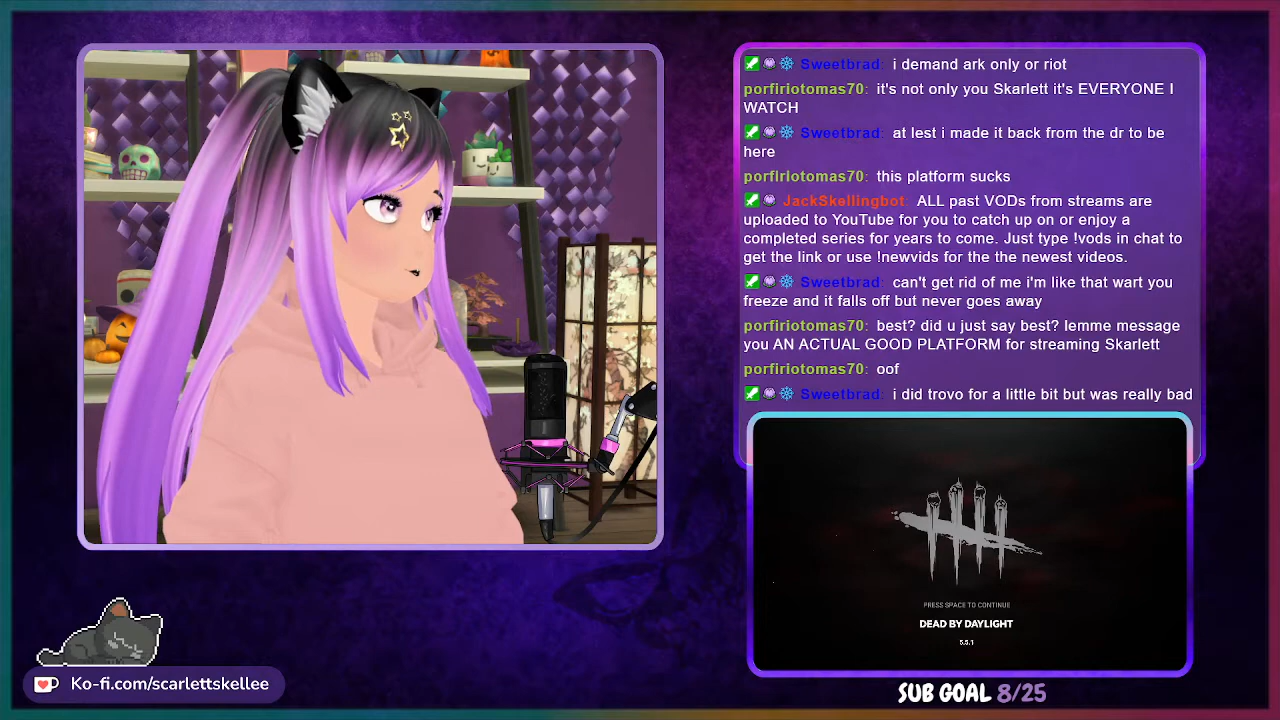 Sweetbrad: i demand ark only or riot
porfiriotomas70: it's not only you Skarlett it's EVERYONE I
WATCH
Sweetbrad: at lest i made it back from the dr to be
here
porfiriotomas70: this platform sucks
JackSkellingbot: ALL past VODs from streams are
uploaded to YouTube for you to catch up on or enjoy a
completed series for years to come. Just type !vods in chat to
get the link or use !newvids for the the newest videos.
Sweetbrad: can't get rid of me i'm like that wart you
freeze and it falls off but never goes away
porfiriotomas70: best? did u just say best? lemme message
you AN ACTUAL GOOD PLATFORM for streaming Skarlett
porfiriotomas70: oof
Sweetbrad: i did trovo for a little bit but was really bad
PRESS SPACE TO CONTINUE
DEAD BY DAYLIGHT
5.5.1
Ko-fi.com/scarlettskellee
SUB GOAL 8/25